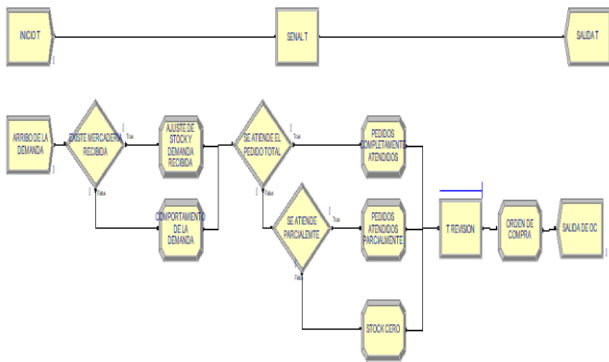 INICIO T
SENAL T
SALIDA T
ARRIBO DE LA
DEMANDA
EXISTE MERCADERIA
RECIBIDA
True
False
AJUSTE DE
STOCK Y
DEMANDA
RECIBIDA
COMPORTAMIENTO
DE LA
DEMANDA
SE ATIENDE EL
PEDIDO TOTAL
True
False
PEDIDOS
COMPLETAMENTE
ATENDIDOS
SE ATIENDE
PARCIALEMTE
True
False
PEDIDOS
ATENDIDOS
PARCIALMENTE
STOCK CERO
T REVISION
ORDEN DE
COMPRA
SALIDA DE OC